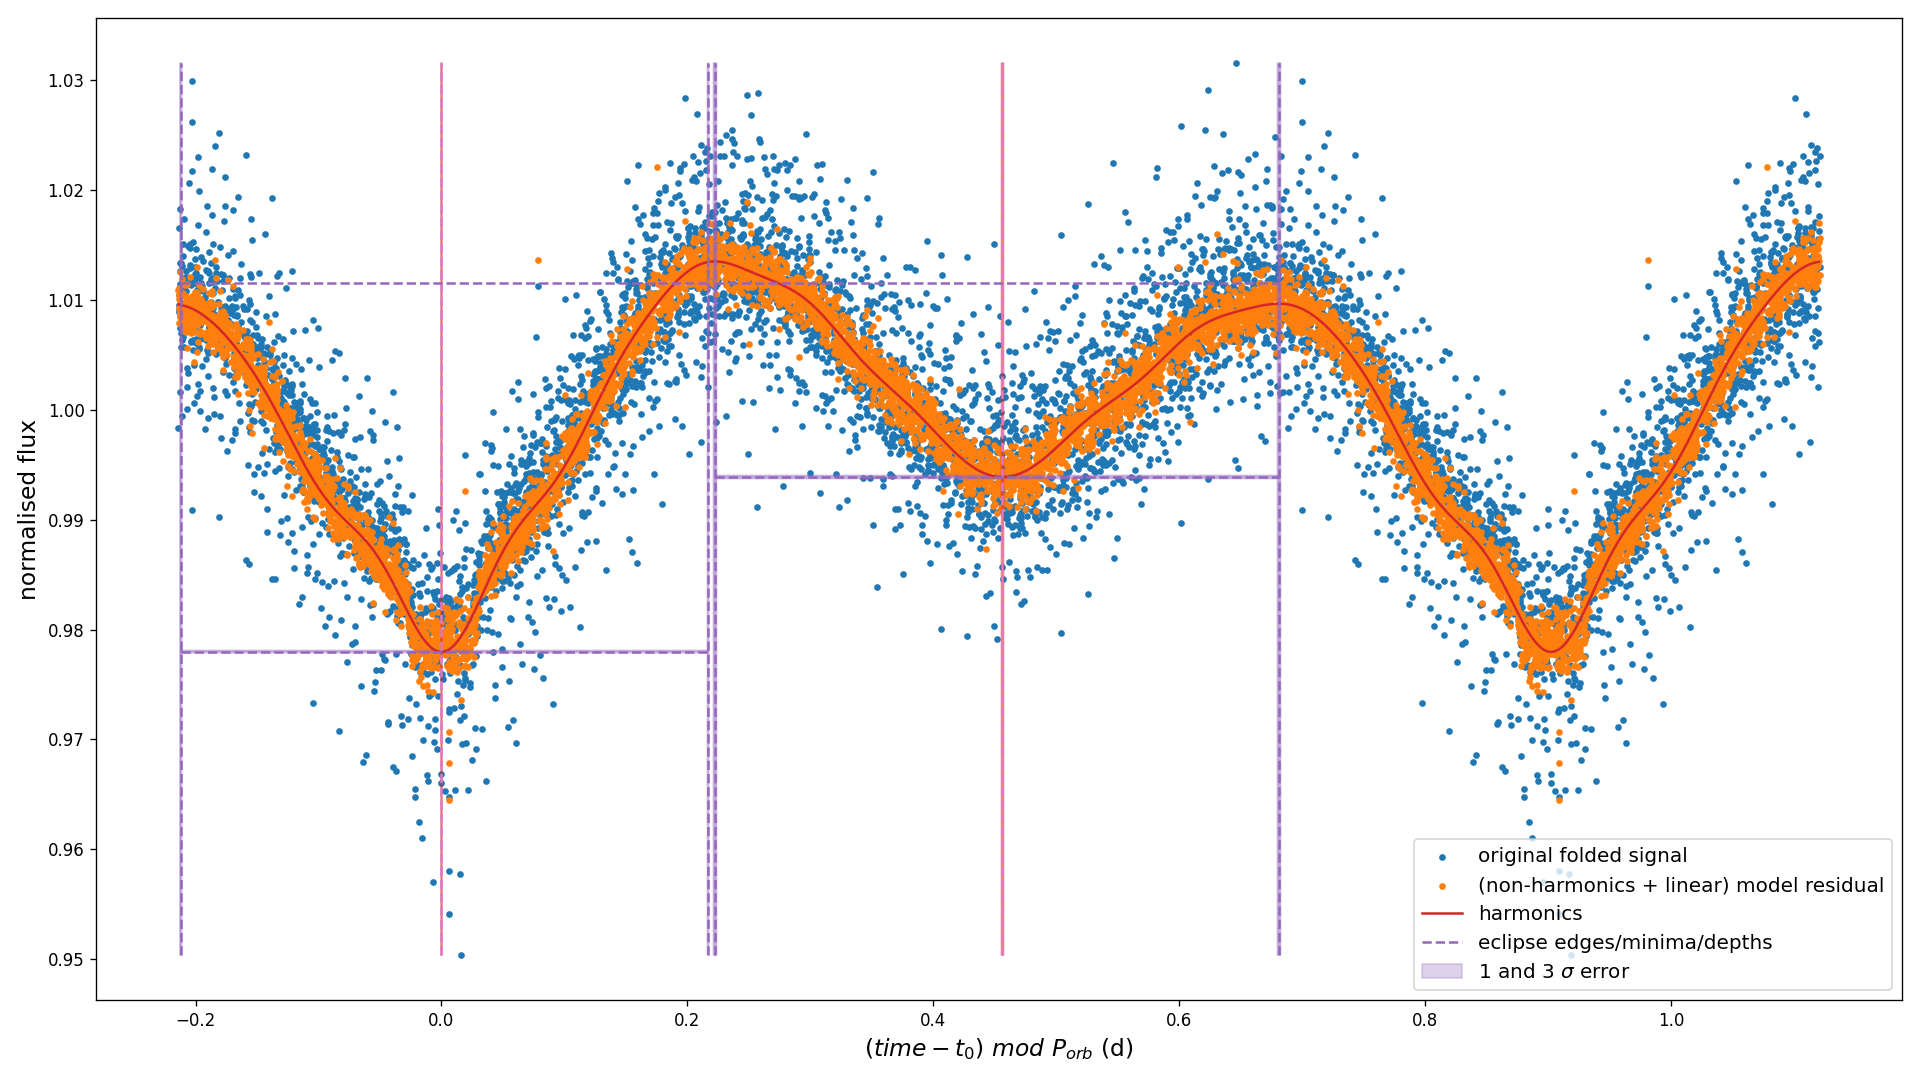 1.03
1.02
1.01
1.00
0.99
0.98
0.97
0.96
0.95
normalised flux
original folded signal
(non-harmonics + linear) model residual
harmonics
eclipse edges/minima/depths
1 and 3 σ error
−0.2
0.0
0.2
0.4
0.6
0.8
1.0
(time − t₀) mod Pₒᵣb (d)